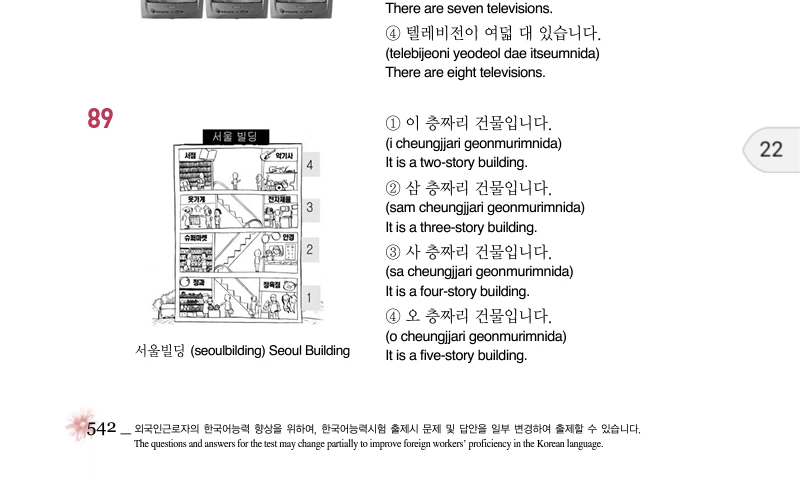 There are seven televisions.
④ 텔레비전이 여덟 대 있습니다.
(telebijeoni yeodeol dae itseumnida)
There are eight televisions.
89
서울 빌딩
서점 악기사
4
옷가게 전자제품
3
슈퍼마켓 안경
2
청과 정육점
1
서울빌딩 (seoulbilding) Seoul Building
① 이 층짜리 건물입니다.
(i cheungjjari geonmurimnida)
It is a two-story building.
② 삼 층짜리 건물입니다.
(sam cheungjjari geonmurimnida)
It is a three-story building.
③ 사 층짜리 건물입니다.
(sa cheungjjari geonmurimnida)
It is a four-story building.
④ 오 층짜리 건물입니다.
(o cheungjjari geonmurimnida)
It is a five-story building.
22
542 _ 외국인근로자의 한국어능력 향상을 위하여, 한국어능력시험 출제시 문제 및 답안을 일부 변경하여 출제할 수 있습니다.
The questions and answers for the test may change partially to improve foreign workers' proficiency in the Korean language.